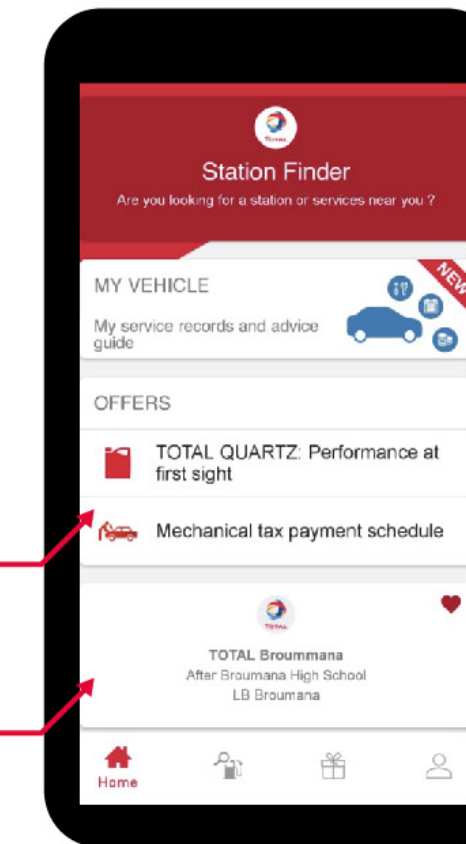 TOTAL
Station Finder
Are you looking for a station or services near you ?
MY VEHICLE
NEW
My service records and advice
guide
OFFERS
TOTAL QUARTZ: Performance at
first sight
Mechanical tax payment schedule
TOTAL
TOTAL Broummana
After Broumana High School
LB Broumana
Home